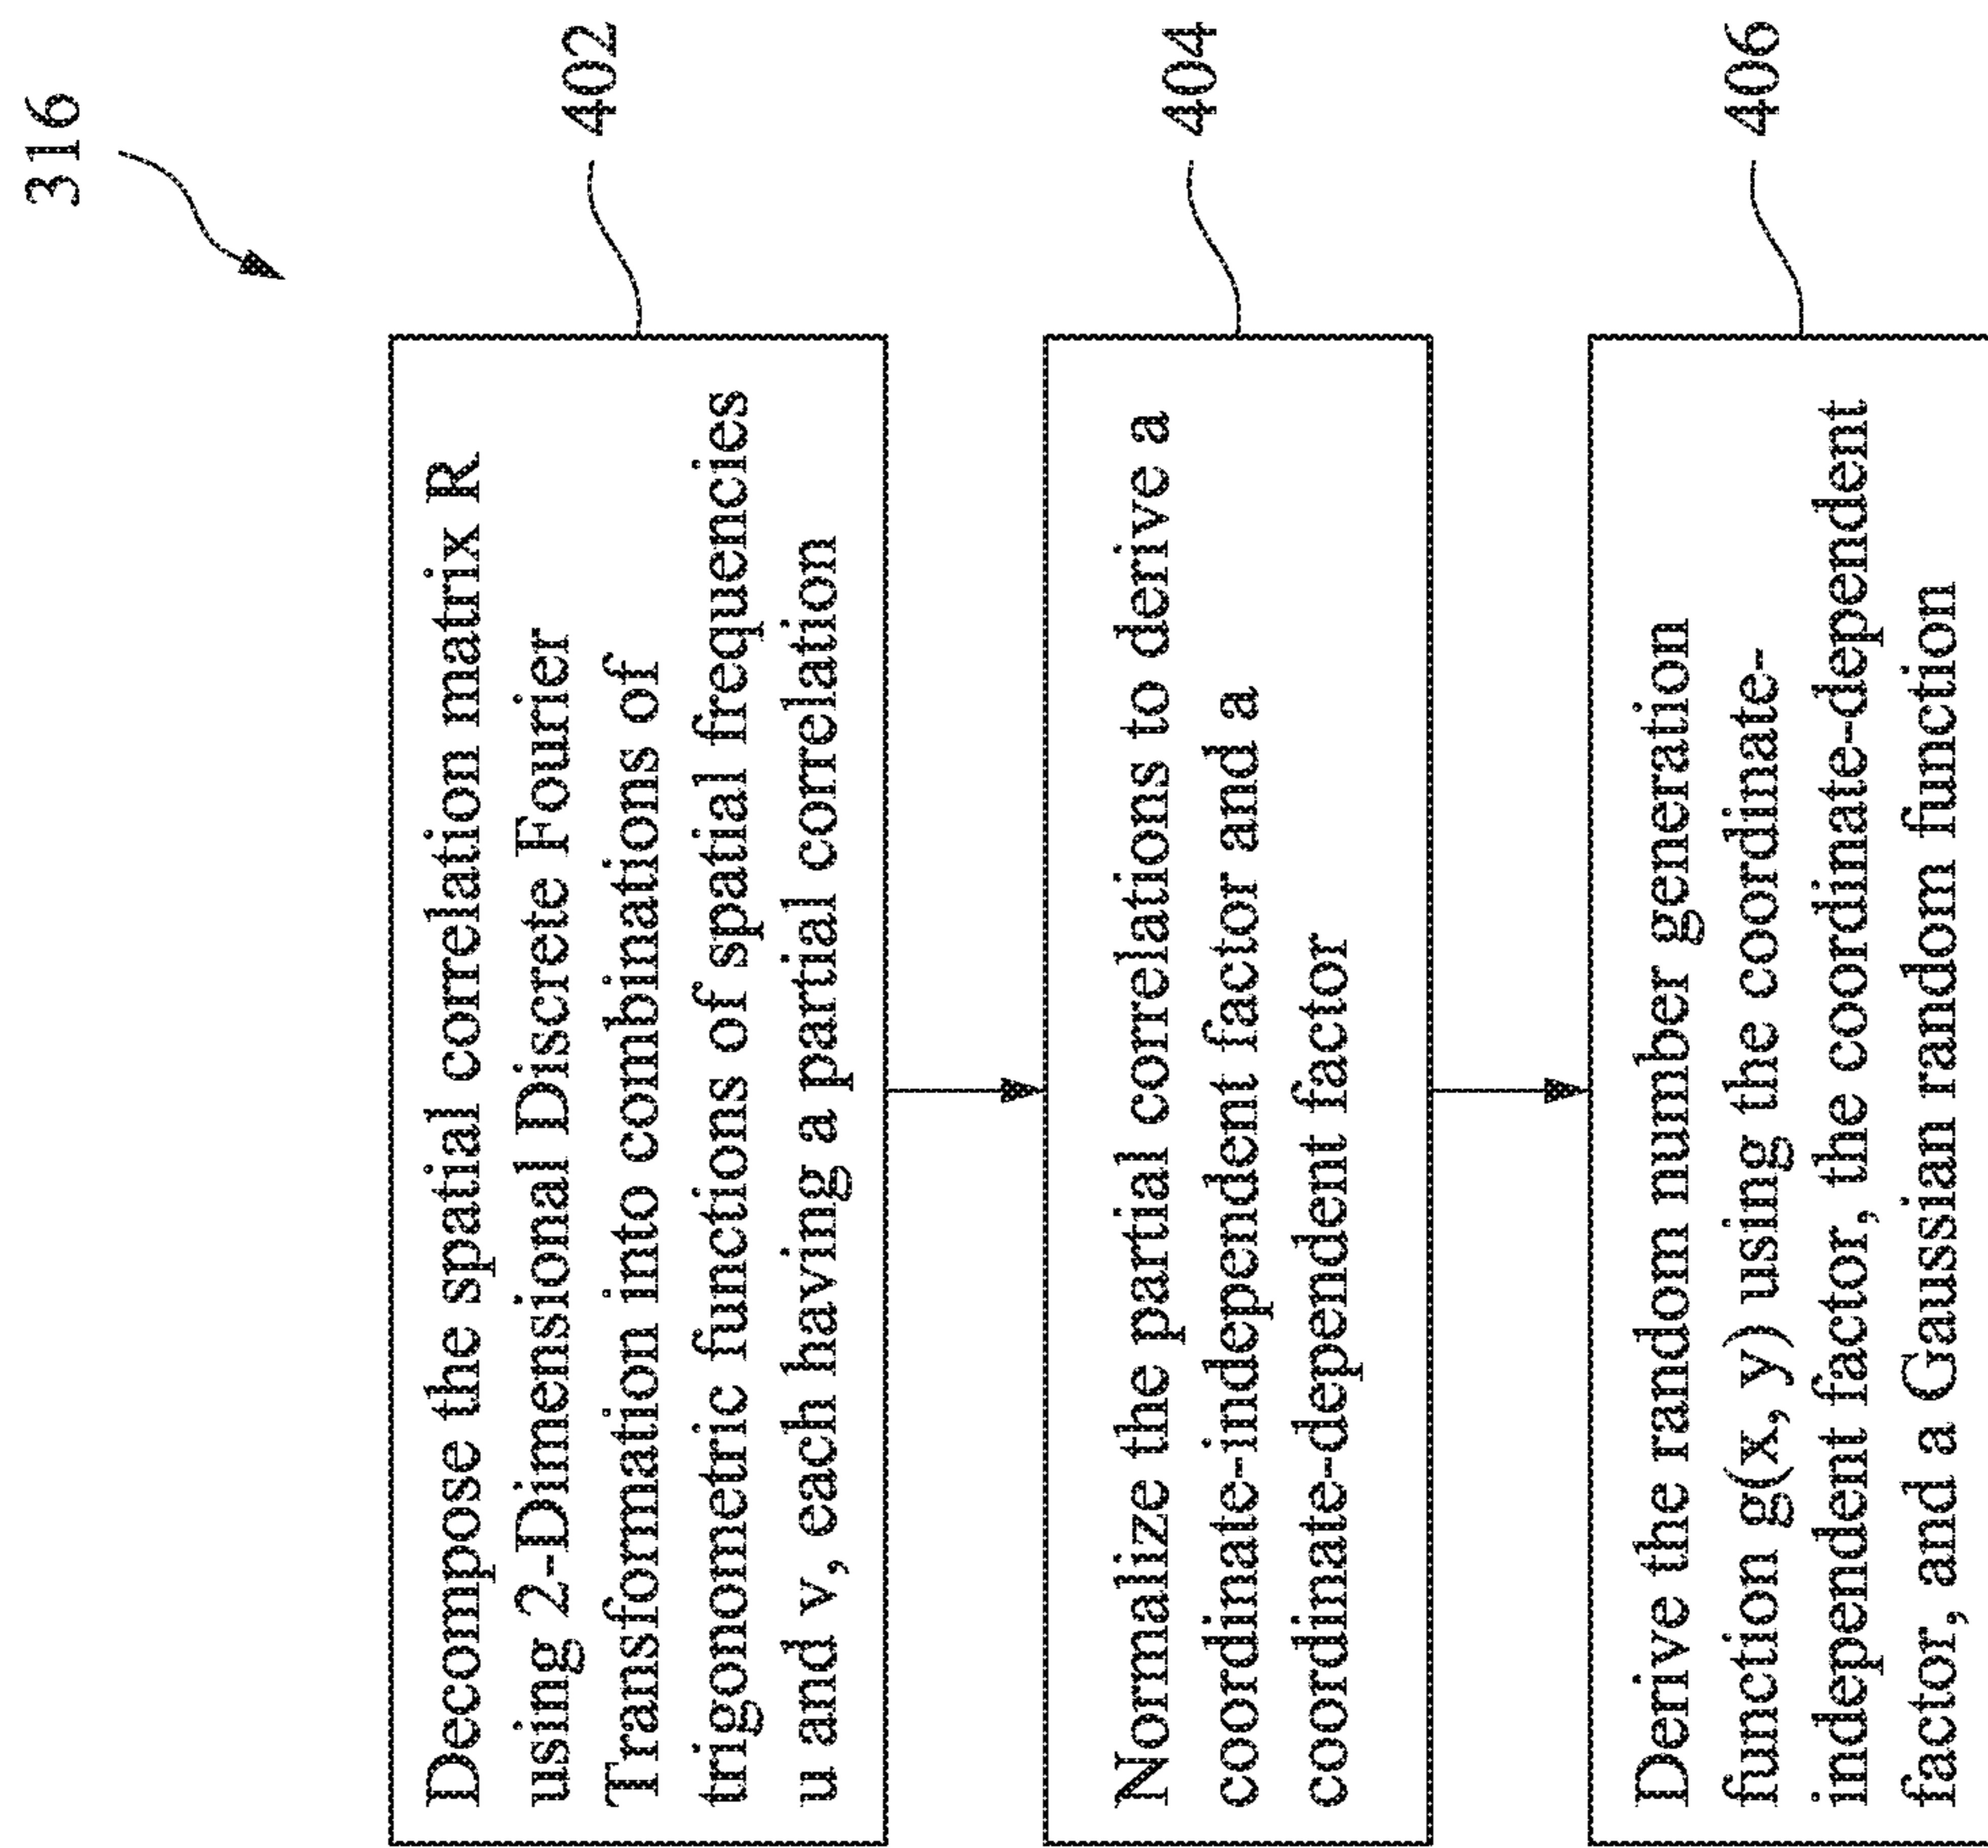 316
Decompose the spatial correlation matrix R
using 2-Dimensional Discrete Fourier
Transformation into combinations of
trigonometric functions of spatial frequencies
u and v, each having a partial correlation
402
Normalize the partial correlations to derive a
coordinate-independent factor and a
coordinate-dependent factor
404
Derive the random number generation
function g(x, y) using the coordinate-
independent factor, the coordinate-dependent
factor, and a Gaussian random function
406